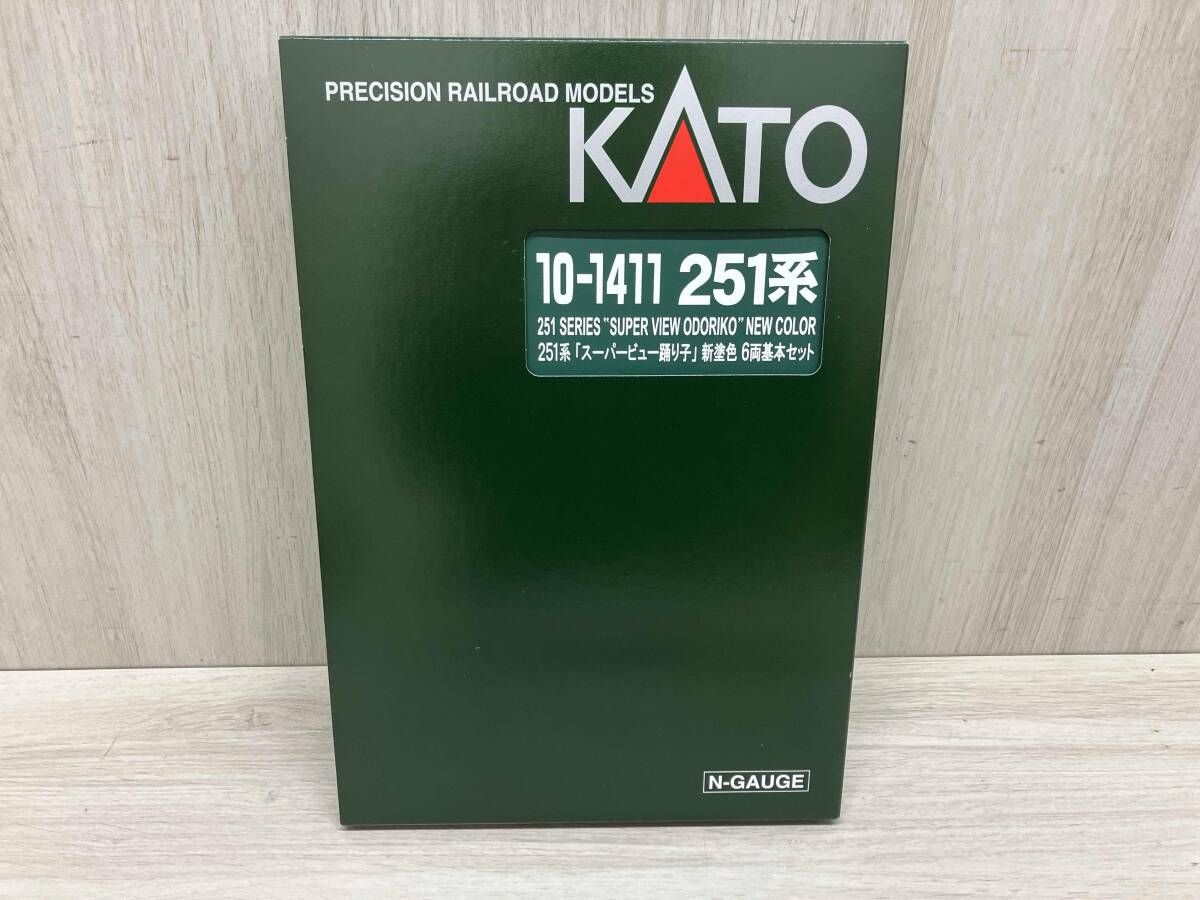 PRECISION RAILROAD MODELS
KATO
10-1411 251系
251 SERIES "SUPER VIEW ODORIKO" NEW COLOR
251系「スーパービュー踊り子」 新塗色 6両基本セット
N-GAUGE